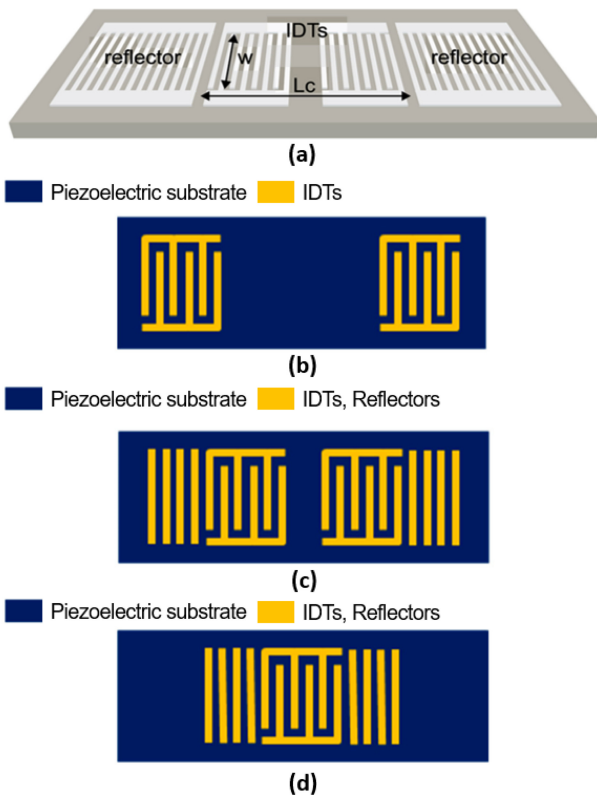 IDTs
reflector
w
reflector
Lc
(a)
Piezoelectric substrate IDTs
(b)
Piezoelectric substrate IDTs, Reflectors
(c)
Piezoelectric substrate IDTs, Reflectors
(d)